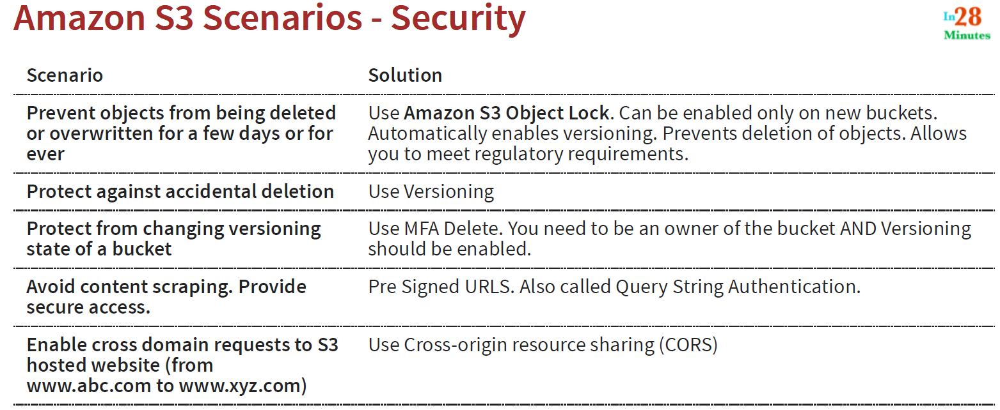 Amazon S3 Scenarios - Security
In28
Minutes
Scenario Solution
Prevent objects from being deleted
or overwritten for a few days or for
ever
Use Amazon S3 Object Lock. Can be enabled only on new buckets.
Automatically enables versioning. Prevents deletion of objects. Allows
you to meet regulatory requirements.
Protect against accidental deletion
Use Versioning
Protect from changing versioning
state of a bucket
Use MFA Delete. You need to be an owner of the bucket AND Versioning
should be enabled.
Avoid content scraping. Provide
secure access.
Pre Signed URLS. Also called Query String Authentication.
Enable cross domain requests to S3
hosted website (from
www.abc.com to www.xyz.com)
Use Cross-origin resource sharing (CORS)